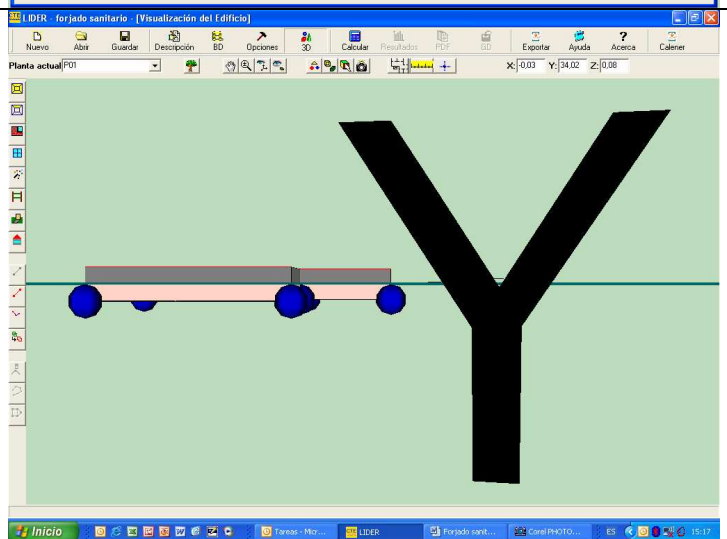 LIDER - forjado sanitario - [Visualización del Edificio]
Nuevo Abrir Guardar Descripción BD Opciones 3D Calcular Resultados PDF GD Exportar Ayuda Acerca Calener
Planta actual P01 X: -0,03 Y: 34,02 Z: 0,08
Y
Inicio Tareas - Micr... LIDER Forjado sanit... Corel PHOTO... ES 15:17